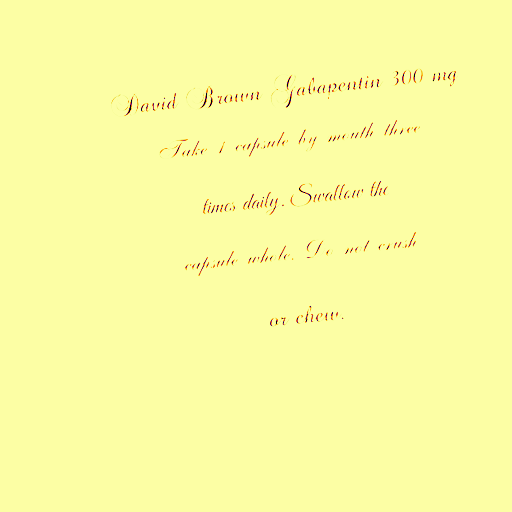 David Brown Gabapentin 300 mg
Take 1 capsule by mouth three
times daily. Swallow the
capsule whole. Do not crush
or chew.